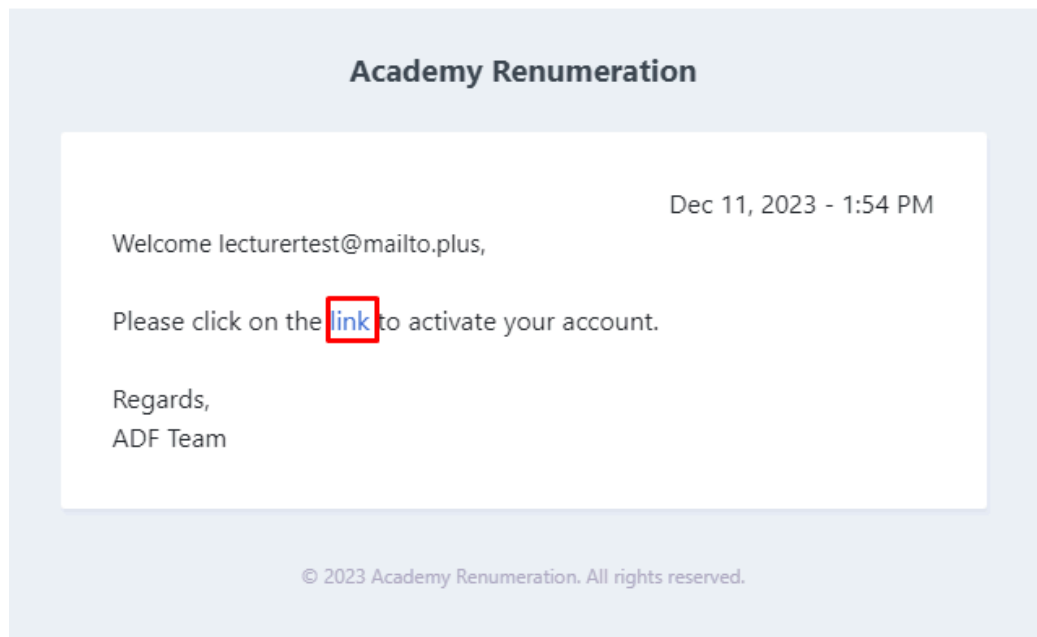 Academy Renumeration
Dec 11, 2023 - 1:54 PM
Welcome lecturertest@mailto.plus,
Please click on the link to activate your account.
Regards,
ADF Team
© 2023 Academy Renumeration. All rights reserved.